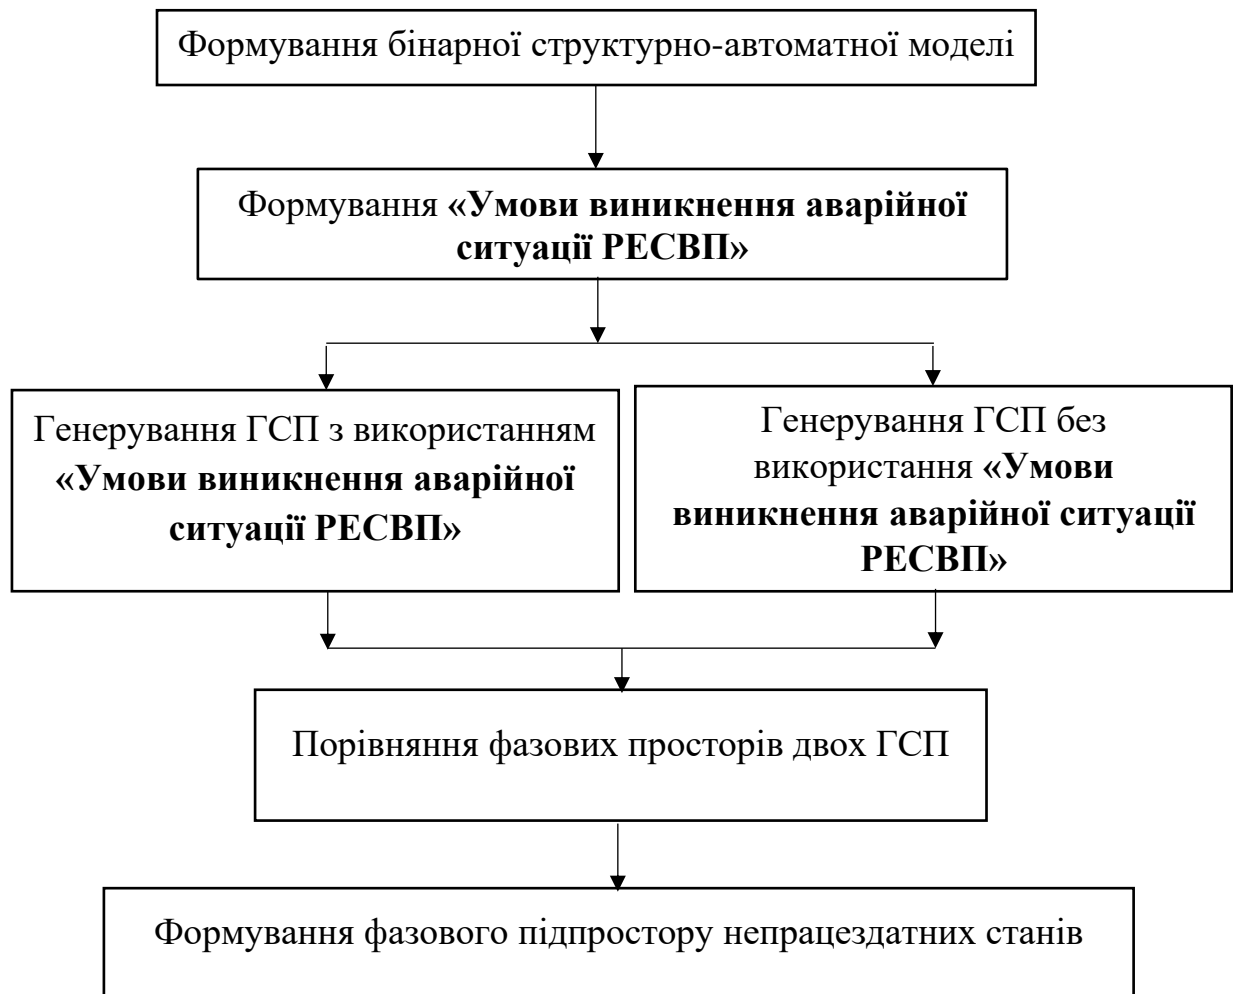 Формування бінарної структурно-автоматної моделі
Формування «Умови виникнення аварійної
ситуації РЕСВП»
Генерування ГСП з використанням
«Умови виникнення аварійної
ситуації РЕСВП»
Генерування ГСП без
використання «Умови
виникнення аварійної ситуації
РЕСВП»
Порівняння фазових просторів двох ГСП
Формування фазового підпростору непрацездатних станів